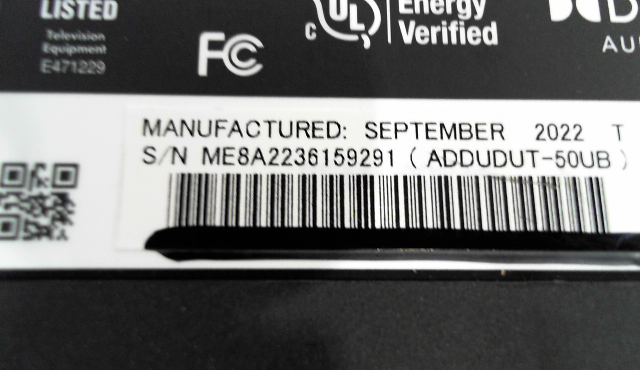 LISTED
Television
Equipment
E471229
FC
C UL
Energy
Verified
AU
MANUFACTURED: SEPTEMBER 2022 T
S/N ME8A2236159291 ( ADDUDUT-50UB )